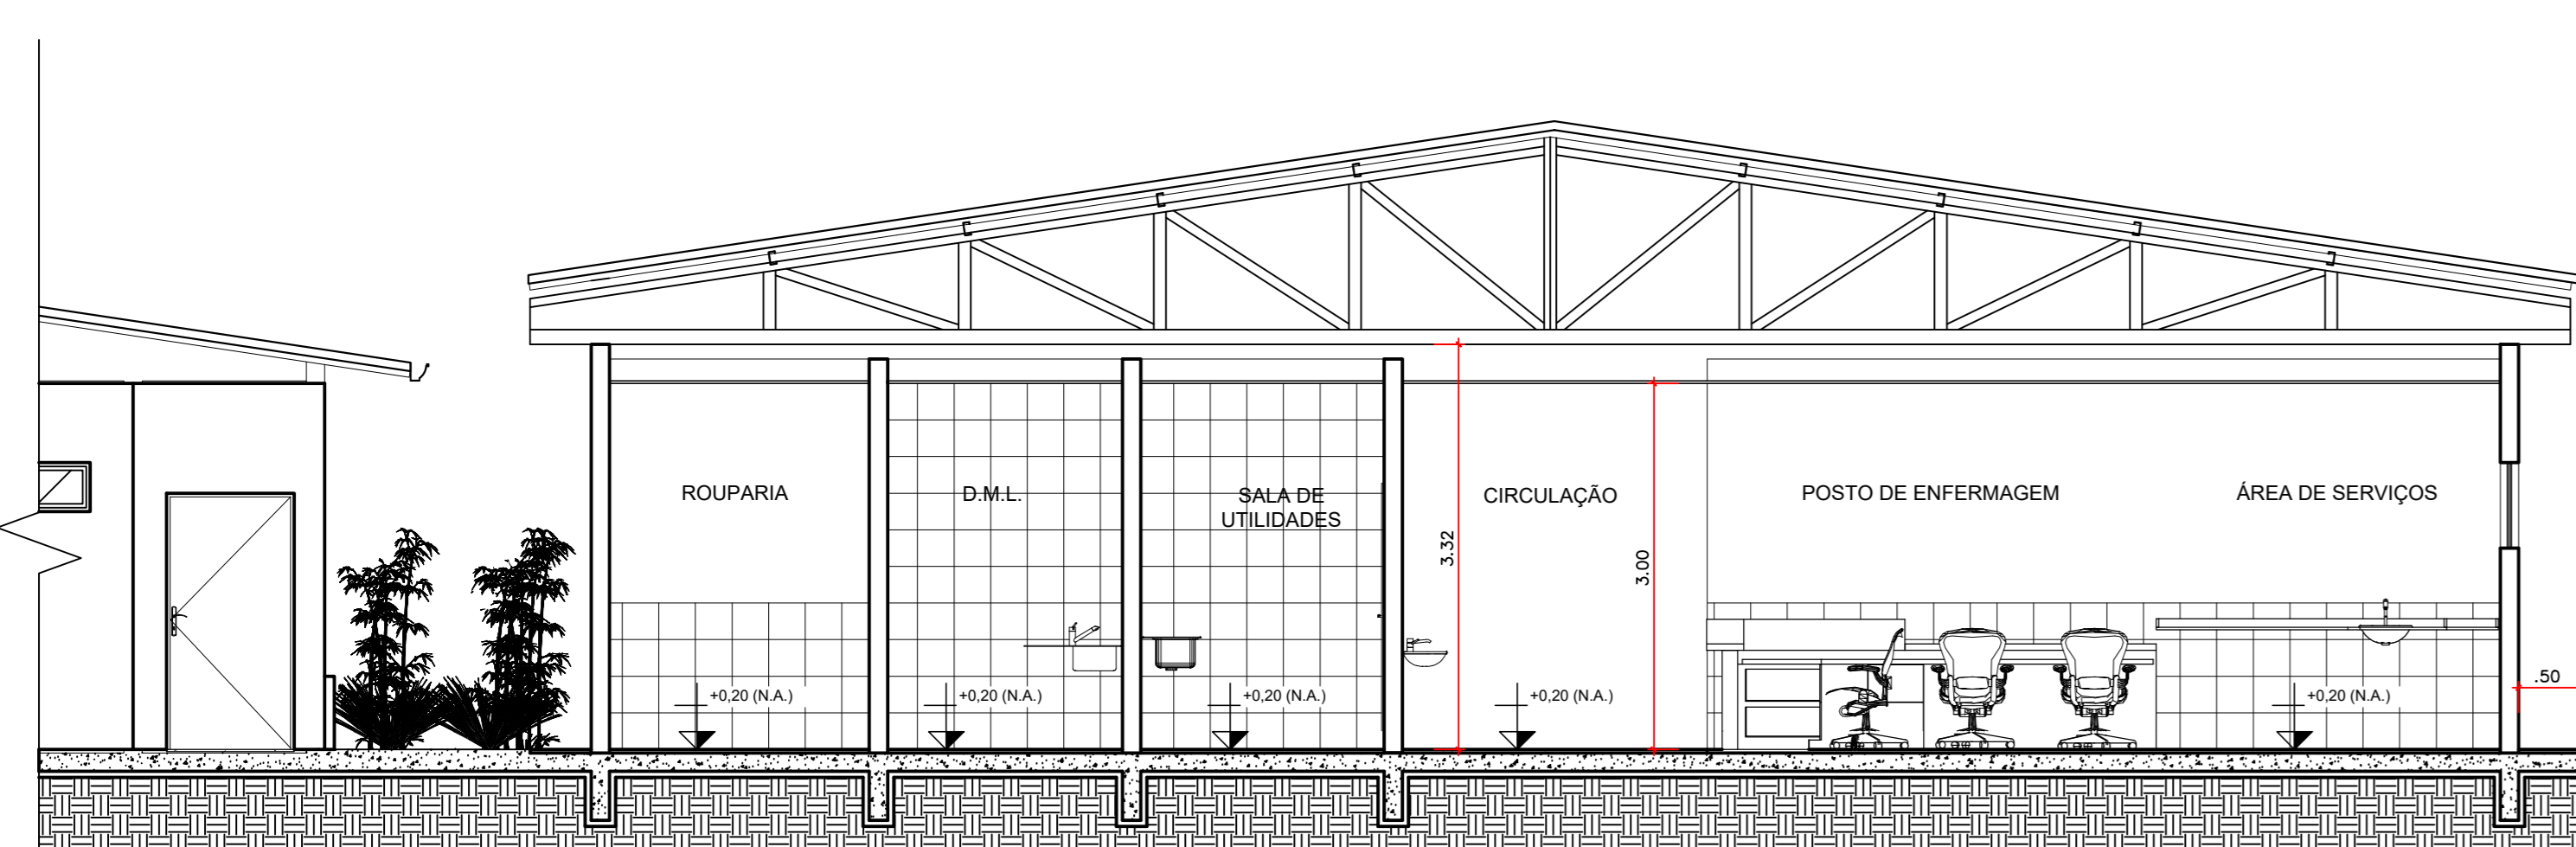 ROUPARIA
D.M.L.
SALA DE
UTILIDADES
CIRCULAÇÃO
POSTO DE ENFERMAGEM
ÁREA DE SERVIÇOS
3.32
3.00
.50
+0,20 (N.A.)
+0,20 (N.A.)
+0,20 (N.A.)
+0,20 (N.A.)
+0,20 (N.A.)